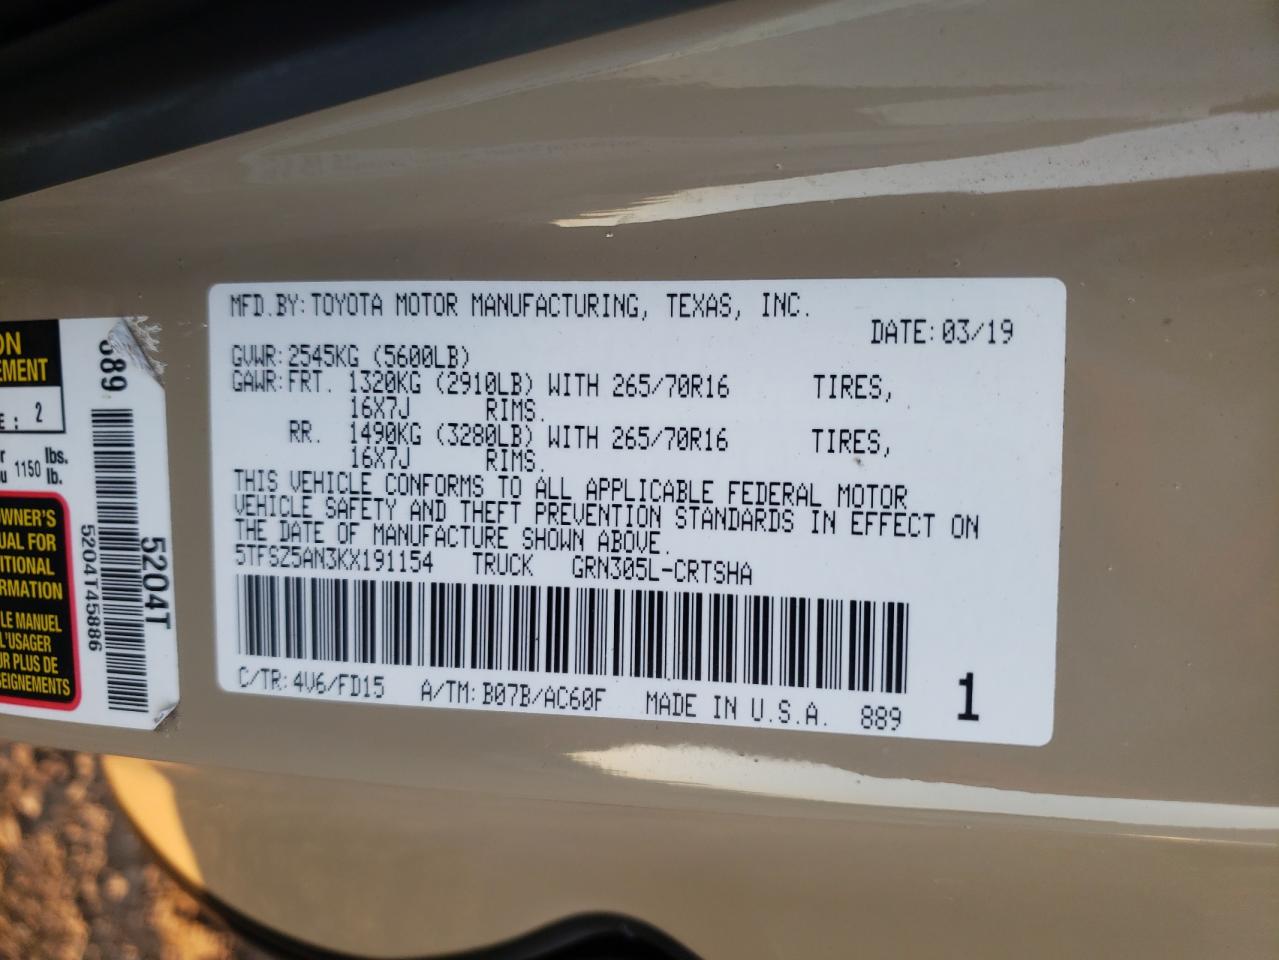 MFD.BY: TOYOTA MOTOR MANUFACTURING, TEXAS, INC.
DATE: 03/19
GVWR: 2545KG (5600LB)
GAWR: FRT. 1320KG (2910LB) WITH 265/70R16 TIRES,
16X7J RIMS.
RR. 1490KG (3280LB) WITH 265/70R16 TIRES,
16X7J RIMS.
THIS VEHICLE CONFORMS TO ALL APPLICABLE FEDERAL MOTOR
VEHICLE SAFETY AND THEFT PREVENTION STANDARDS IN EFFECT ON
THE DATE OF MANUFACTURE SHOWN ABOVE.
5TFSZ5AN3KX191154 TRUCK GRN305L-CRTSHA
C/TR: 4V6/FD15 A/TM: B07B/AC60F MADE IN U.S.A. 889
1
ON
EMENT
E : 2
1150 lbs.
lb.
OWNER'S
UAL FOR
ITIONAL
RMATION
LE MANUEL
L'USAGER
UR PLUS DE
SEIGNEMENTS
889
5204T
5204T45886